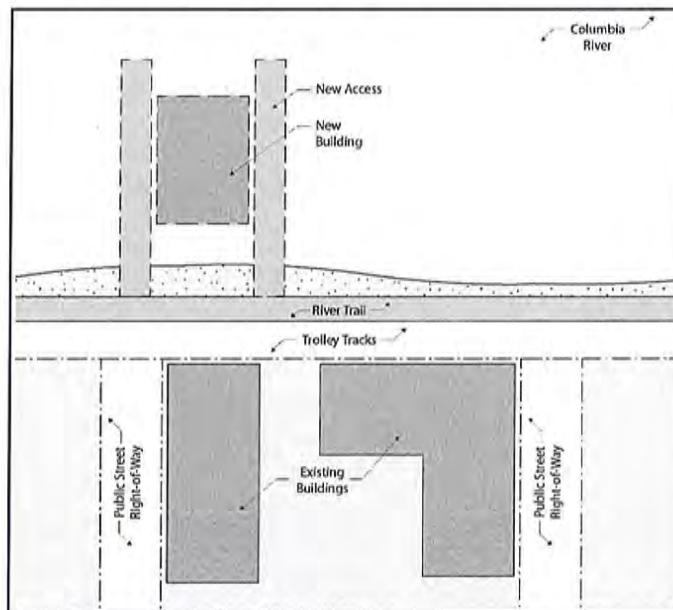 Columbia
River
New Access
New
Building
River Trail
Trolley Tracks
Public Street
Right-of-Way
Existing
Buildings
Public Street
Right-of-Way